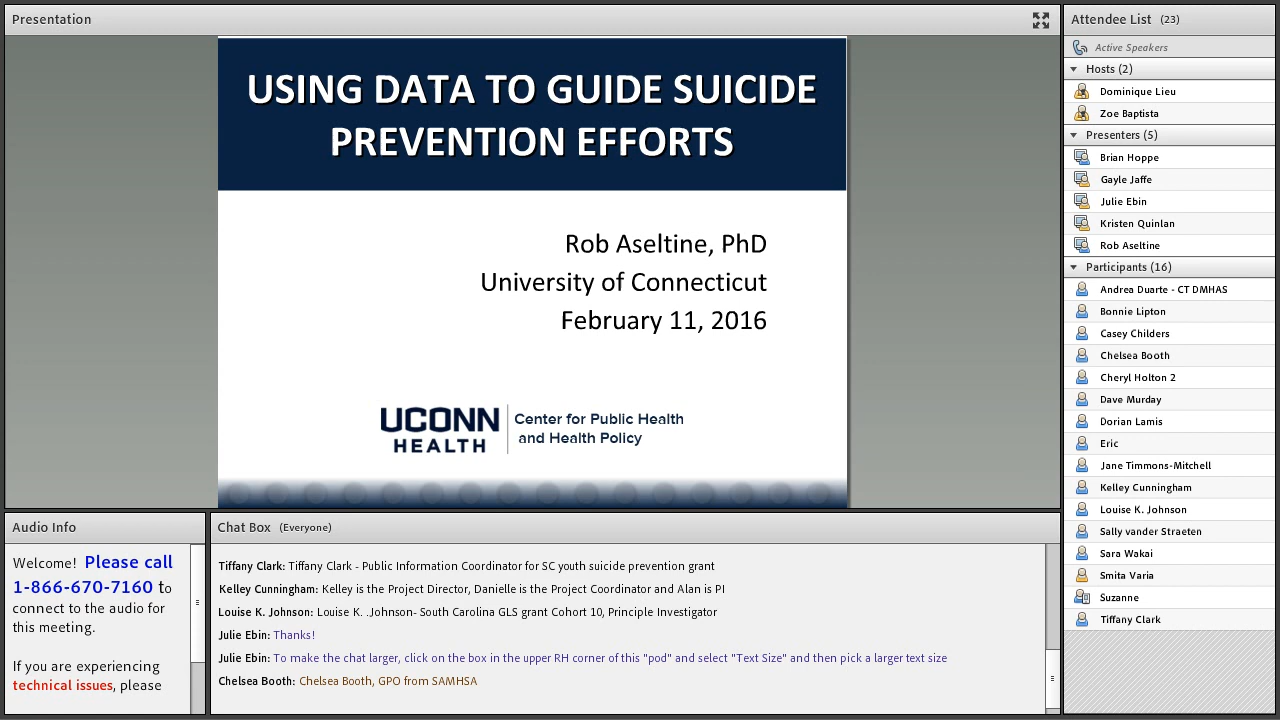 Presentation
USING DATA TO GUIDE SUICIDE
PREVENTION EFFORTS
Rob Aseltine, PhD
University of Connecticut
February 11, 2016
UCONN
HEALTH
Center for Public Health
and Health Policy
Audio Info
Welcome! Please call
1-866-670-7160 to
connect to the audio for
this meeting.
If you are experiencing
technical issues, please
Chat Box (Everyone)
Tiffany Clark: Tiffany Clark - Public Information Coordinator for SC youth suicide prevention grant
Kelley Cunningham: Kelley is the Project Director, Danielle is the Project Coordinator and Alan is PI
Louise K. Johnson: Louise K. .Johnson- South Carolina GLS grant Cohort 10, Principle Investigator
Julie Ebin: Thanks!
Julie Ebin: To make the chat larger, click on the box in the upper RH corner of this "pod" and select "Text Size" and then pick a larger text size
Chelsea Booth: Chelsea Booth, GPO from SAMHSA
Attendee List (23)
Active Speakers
Hosts (2)
Dominique Lieu
Zoe Baptista
Presenters (5)
Brian Hoppe
Gayle Jaffe
Julie Ebin
Kristen Quinlan
Rob Aseltine
Participants (16)
Andrea Duarte - CT DMHAS
Bonnie Lipton
Casey Childers
Chelsea Booth
Cheryl Holton 2
Dave Murday
Dorian Lamis
Eric
Jane Timmons-Mitchell
Kelley Cunningham
Louise K. Johnson
Sally vander Straeten
Sara Wakai
Smita Varia
Suzanne
Tiffany Clark